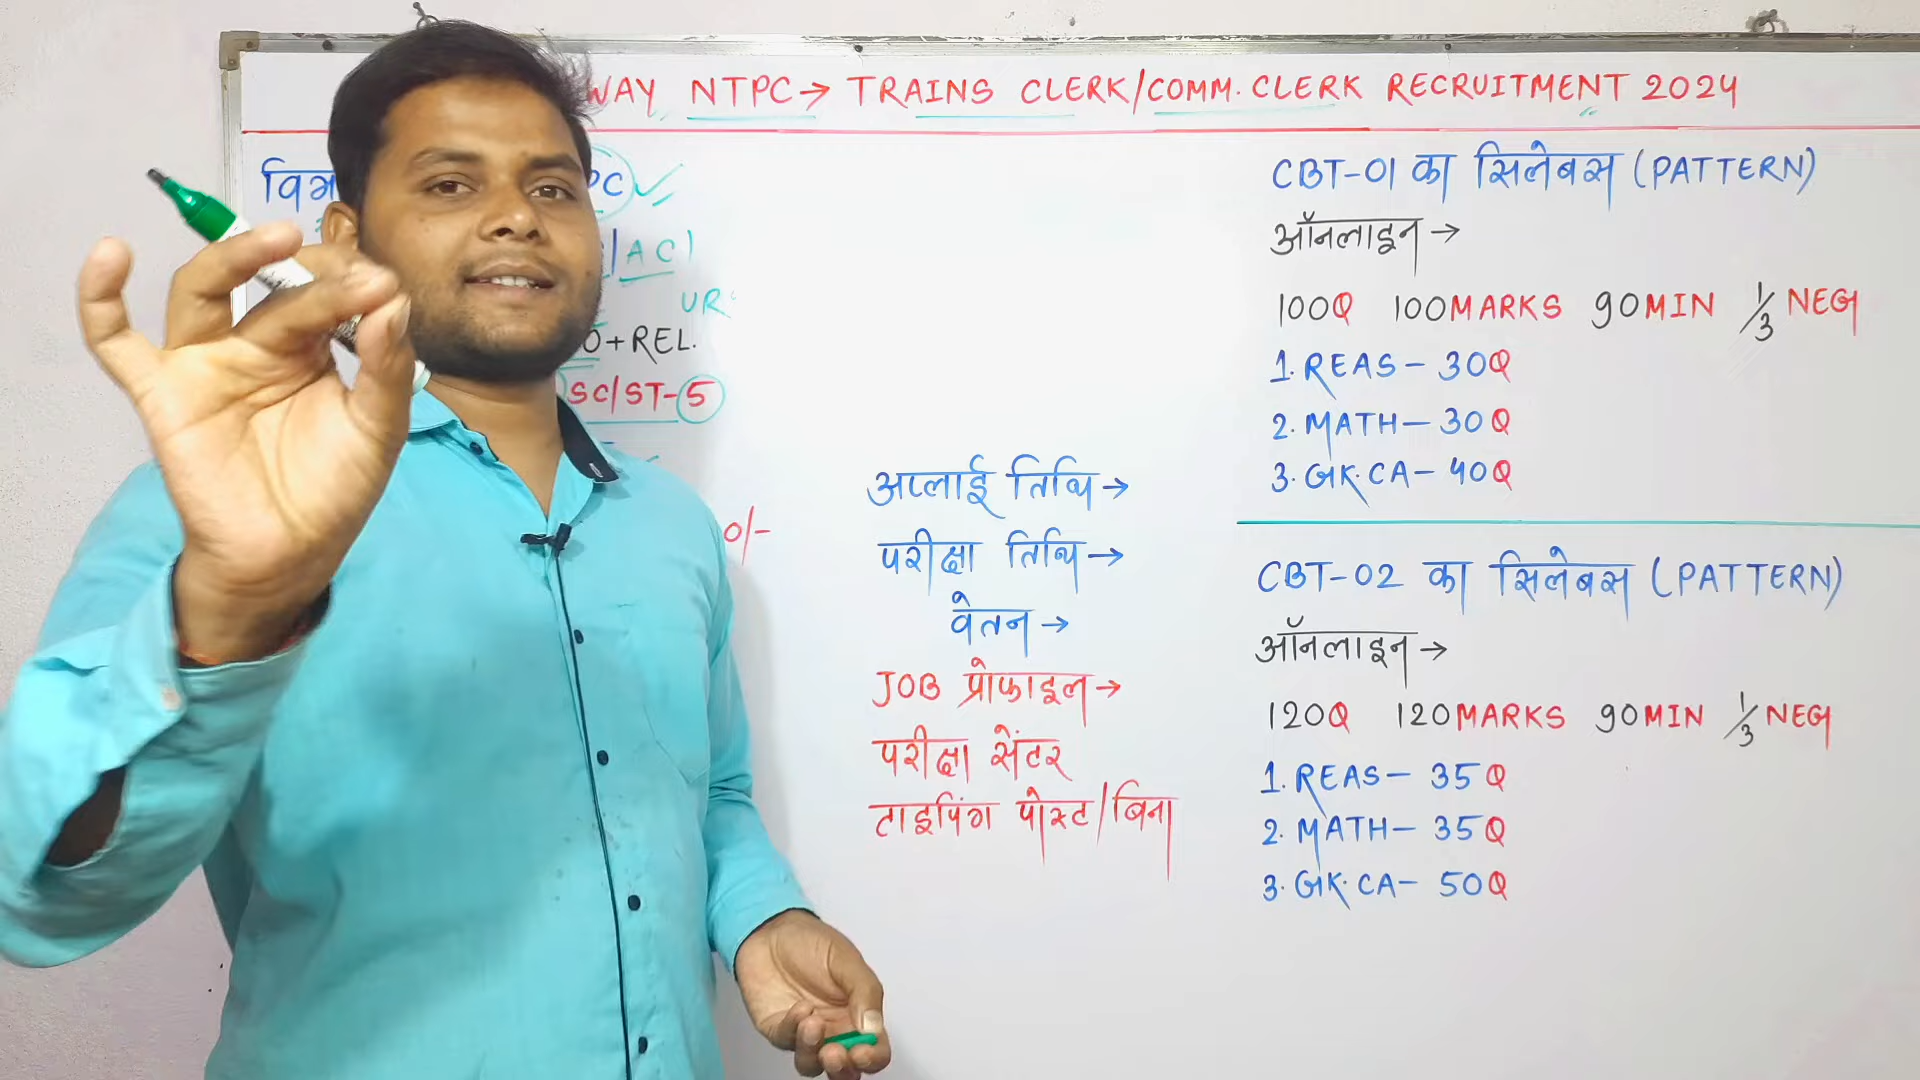 WAY NTPC→ TRAINS CLERK/COMM. CLERK RECRUITMENT 2024
PC)
/AC)
UR
0+REL.
SC/ST-5
0/-
अप्लाई तिथि→
परीक्षा तिथि→
वेतन→
JOB प्रोफाइल→
परीक्षा सेंटर
टाइपिंग पोस्ट/बिना
CBT-01 का सिलेबस (PATTERN)
ऑनलाइन→
100Q 100MARKS 90MIN 1/3 NEG
1. REAS- 30Q
2. MATH- 30Q
3. GK. CA- 40Q
CBT-02 का सिलेबस (PATTERN)
ऑनलाइन→
120Q 120MARKS 90MIN 1/3 NEG
1. REAS- 35Q
2. MATH- 35Q
3. GK. CA- 50Q